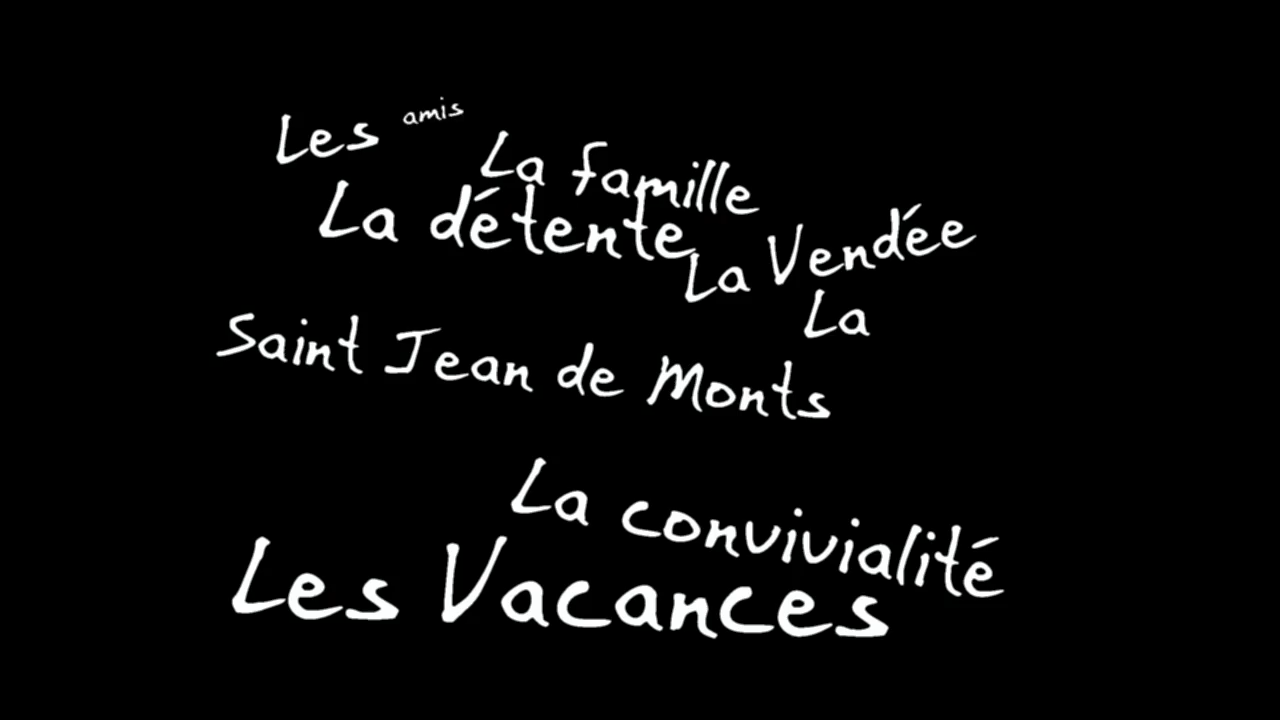 Les amis
La famille
La détente
La Vendée
La
Saint Jean de Monts
La convivialité
Les Vacances